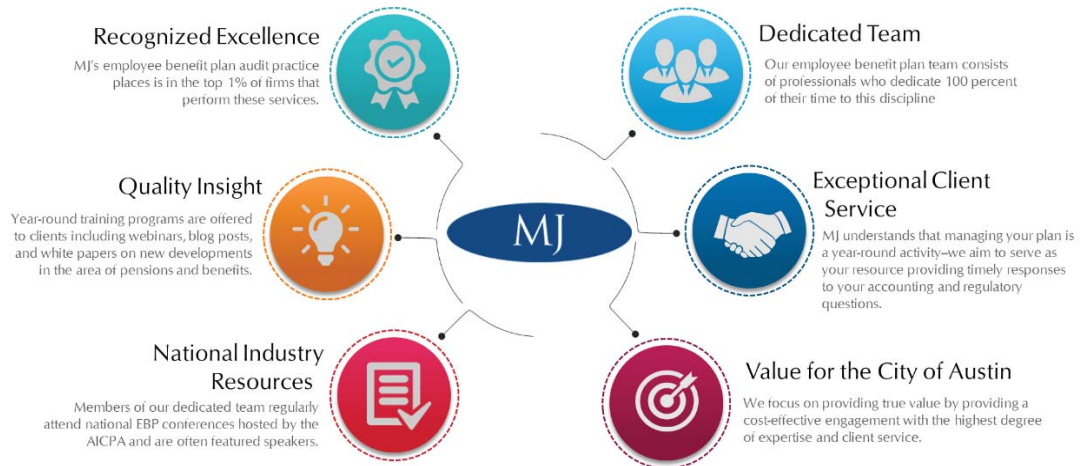 Recognized Excellence
MJ's employee benefit plan audit practice
places is in the top 1% of firms that
perform these services.
Dedicated Team
Our employee benefit plan team consists
of professionals who dedicate 100 percent
of their time to this discipline
Quality Insight
Year-round training programs are offered
to clients including webinars, blog posts,
and white papers on new developments
in the area of pensions and benefits.
MJ
Exceptional Client
Service
MJ understands that managing your plan is
a year-round activity–we aim to serve as
your resource providing timely responses
to your accounting and regulatory
questions.
National Industry
Resources
Members of our dedicated team regularly
attend national EBP conferences hosted by the
AICPA and are often featured speakers.
Value for the City of Austin
We focus on providing true value by providing a
cost-effective engagement with the highest degree
of expertise and client service.